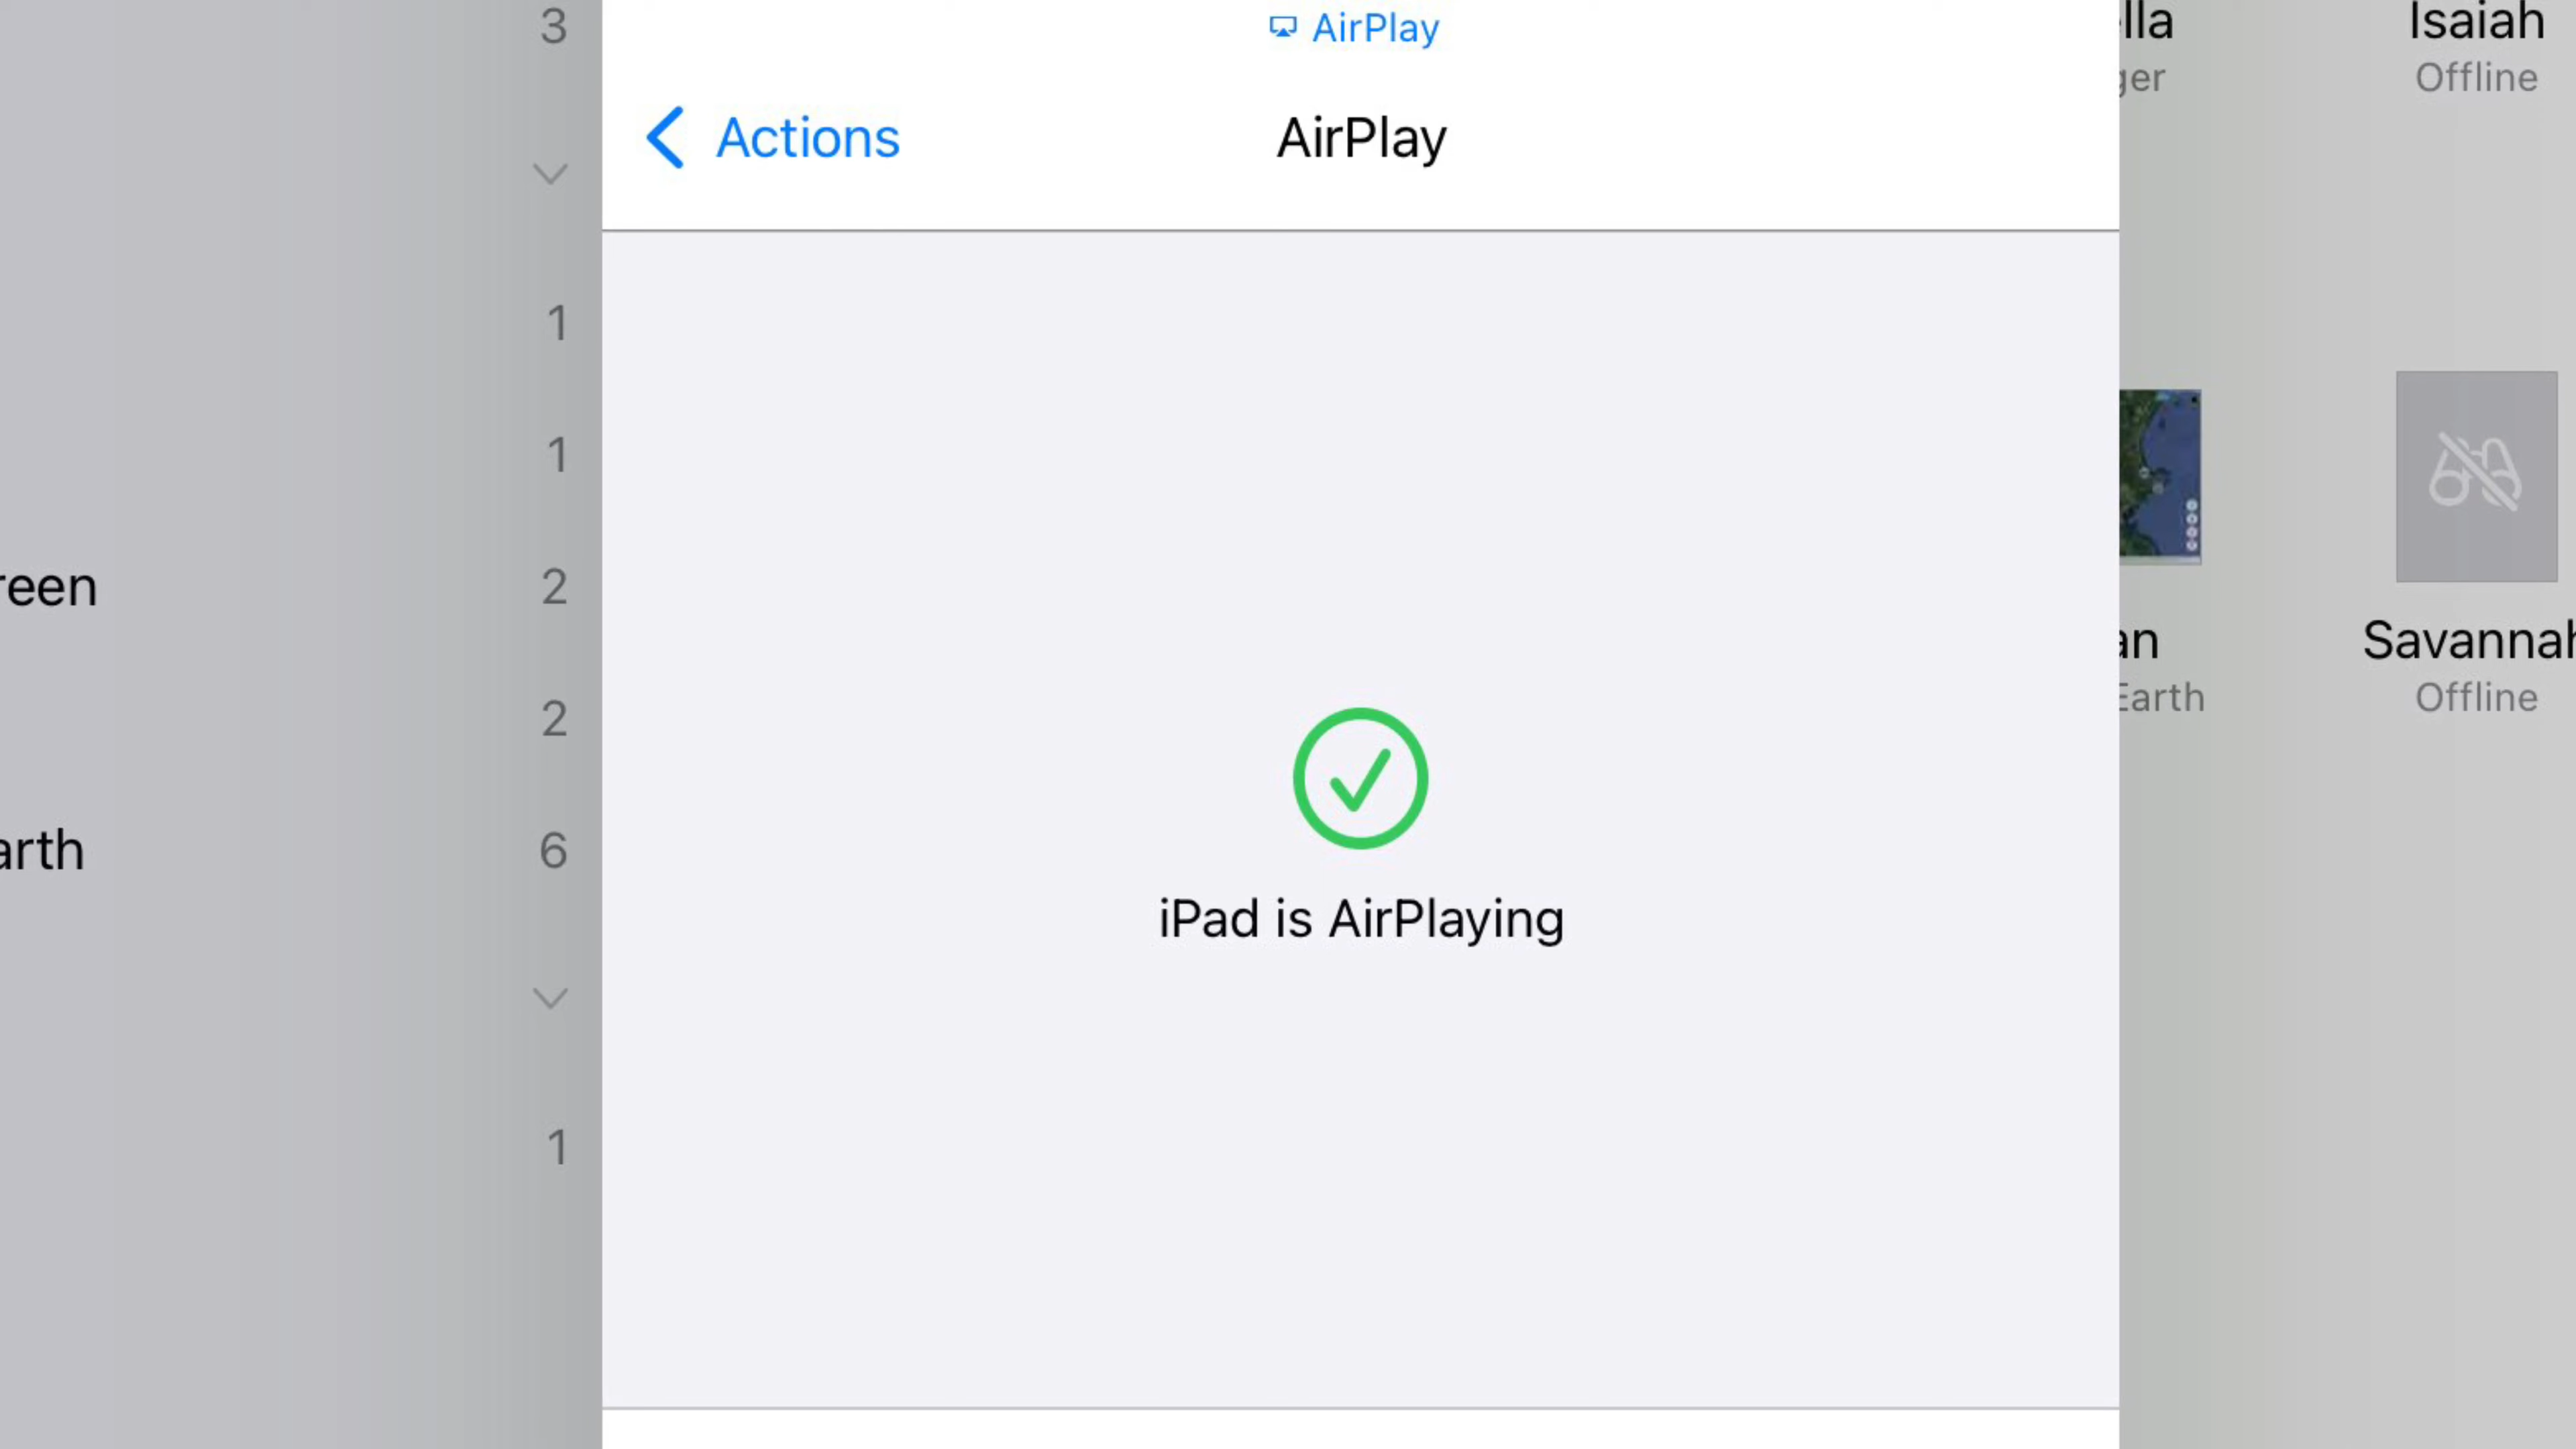 3
1
1
reen
2
2
arth
6
1
AirPlay
Actions
AirPlay
iPad is AirPlaying
lla
ger
Isaiah
Offline
an
Earth
Savannah
Offline